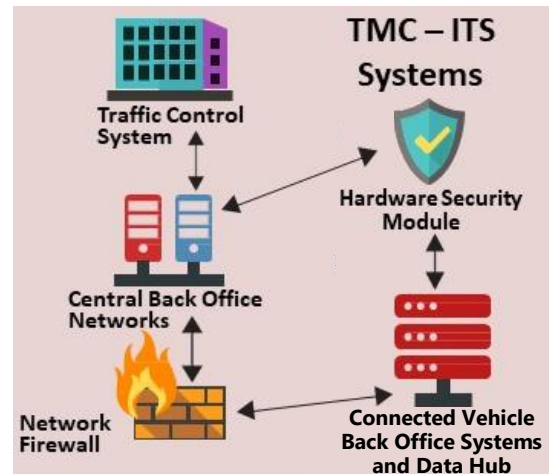 TMC – ITS
Systems
Traffic Control
System
Hardware Security
Module
Central Back Office
Networks
Network
Firewall
Connected Vehicle
Back Office Systems
and Data Hub